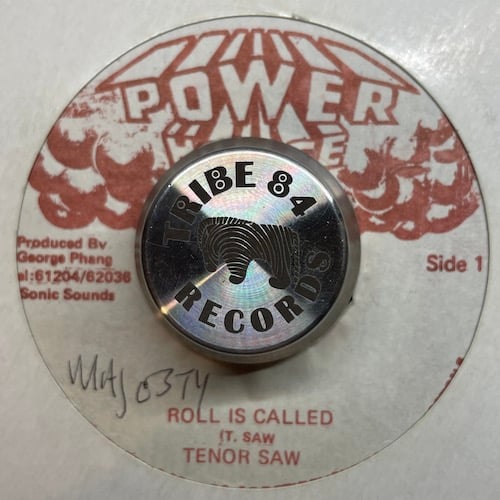 POWER
HOUSE
TRIBE 84
RECORDS
Produced By
George Phang
el:61204/62036
Sonic Sounds
Side 1
ROLL IS CALLED
(T. SAW
TENOR SAW